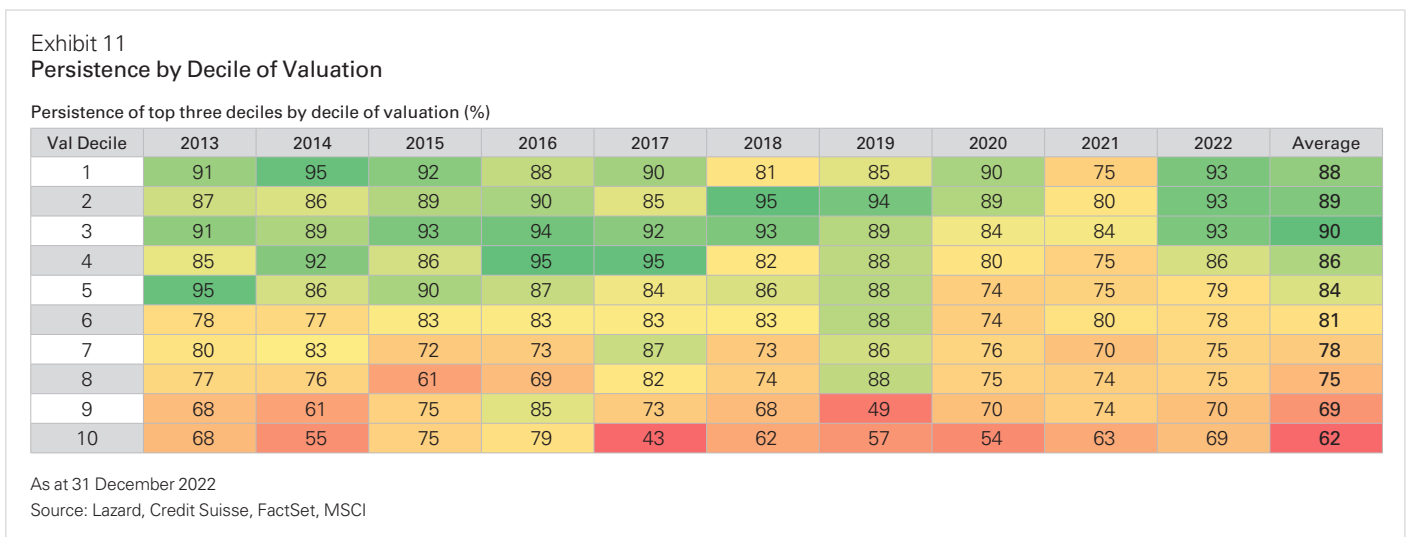 Exhibit 11
Persistence by Decile of Valuation
Persistence of top three deciles by decile of valuation (%)
Val Decile 2013 2014 2015 2016 2017 2018 2019 2020 2021 2022 Average
1 91 95 92 88 90 81 85 90 75 93 88
2 87 86 89 90 85 95 94 89 80 93 89
3 91 89 93 94 92 93 89 84 84 93 90
4 85 92 86 95 95 82 88 80 75 86 86
5 95 86 90 87 84 86 88 74 75 79 84
6 78 77 83 83 83 83 88 74 80 78 81
7 80 83 72 73 87 73 86 76 70 75 78
8 77 76 61 69 82 74 88 75 74 75 75
9 68 61 75 85 73 68 49 70 74 70 69
10 68 55 75 79 43 62 57 54 63 69 62
As at 31 December 2022
Source: Lazard, Credit Suisse, FactSet, MSCI